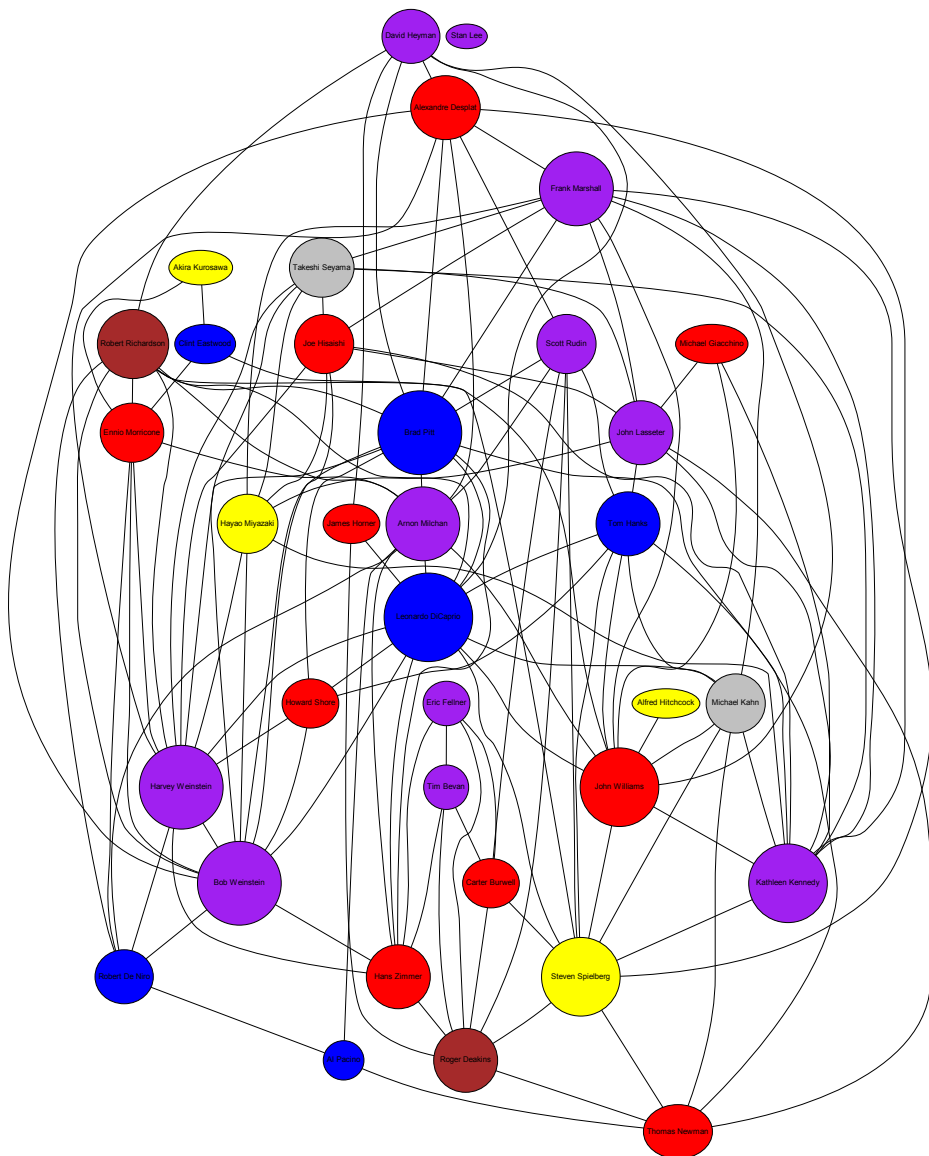 David Heyman
Stan Lee
Alexandre Desplat
Frank Marshall
Akira Kurosawa
Takeshi Seyama
Robert Richardson
Clint Eastwood
Joe Hisaishi
Scott Rudin
Michael Giacchino
Ennio Morricone
Brad Pitt
John Lasseter
Hayao Miyazaki
James Horner
Arnon Milchan
Tom Hanks
Leonardo DiCaprio
Howard Shore
Eric Fellner
Alfred Hitchcock
Michael Kahn
Harvey Weinstein
Tim Bevan
John Williams
Bob Weinstein
Carter Burwell
Kathleen Kennedy
Robert De Niro
Hans Zimmer
Steven Spielberg
Al Pacino
Roger Deakins
Thomas Newman